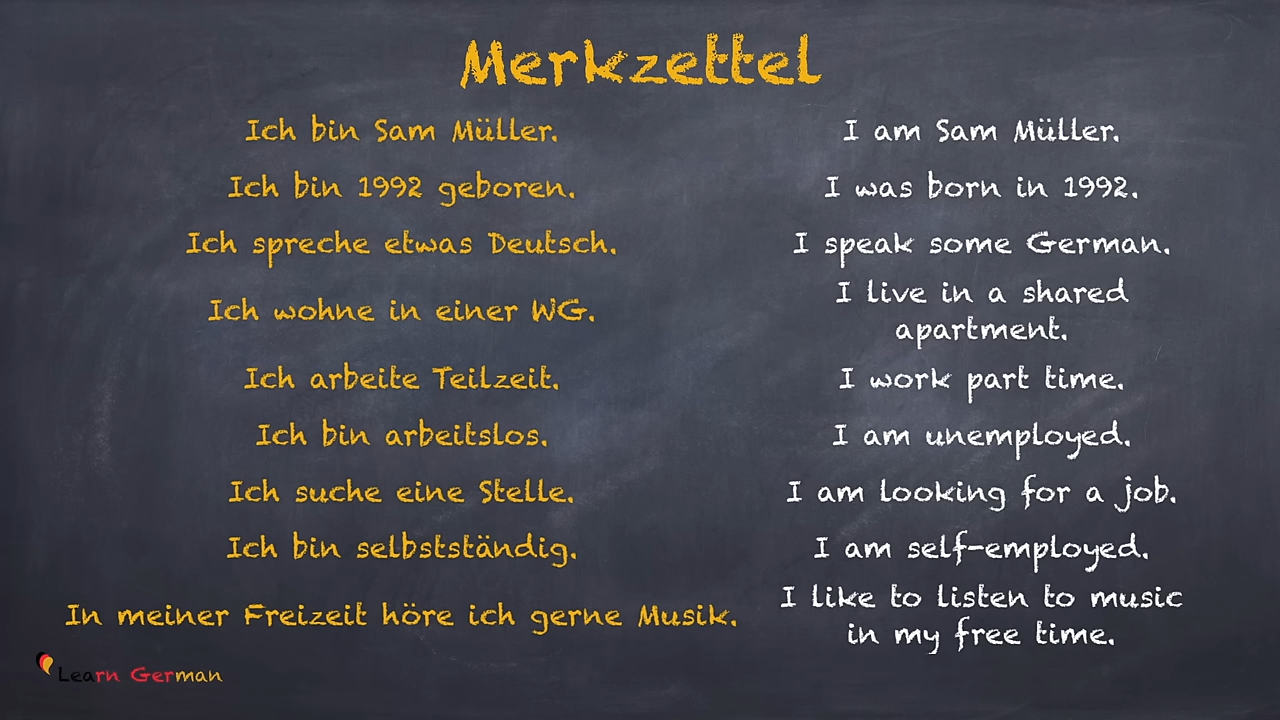 Merkzettel
Ich bin Sam Müller.
I am Sam Müller.
Ich bin 1992 geboren.
I was born in 1992.
Ich spreche etwas Deutsch.
I speak some German.
Ich wohne in einer WG.
I live in a shared
apartment.
Ich arbeite Teilzeit.
I work part time.
Ich bin arbeitslos.
I am unemployed.
Ich suche eine Stelle.
I am looking for a job.
Ich bin selbstständig.
I am self-employed.
In meiner Freizeit höre ich gerne Musik.
I like to listen to music
in my free time.
Learn German